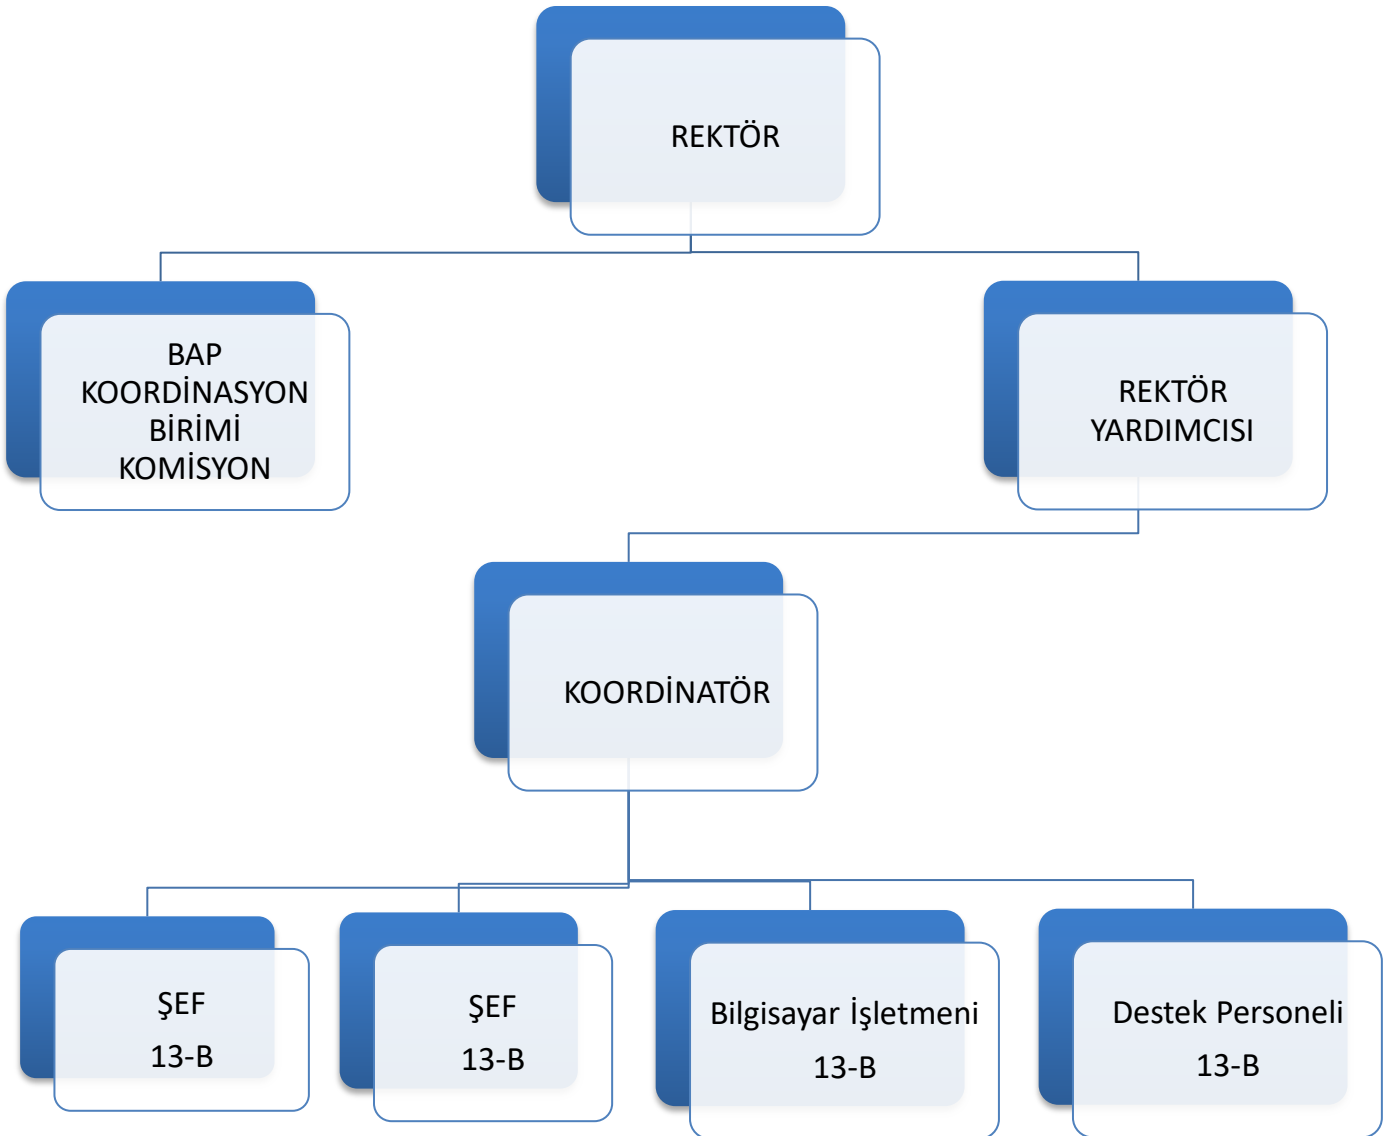 REKTÖR
BAP
KOORDİNASYON
BİRİMİ
KOMİSYON
REKTÖR
YARDIMCISI
KOORDİNATÖR
ŞEF
13-B
ŞEF
13-B
Bilgisayar İşletmeni
13-B
Destek Personeli
13-B